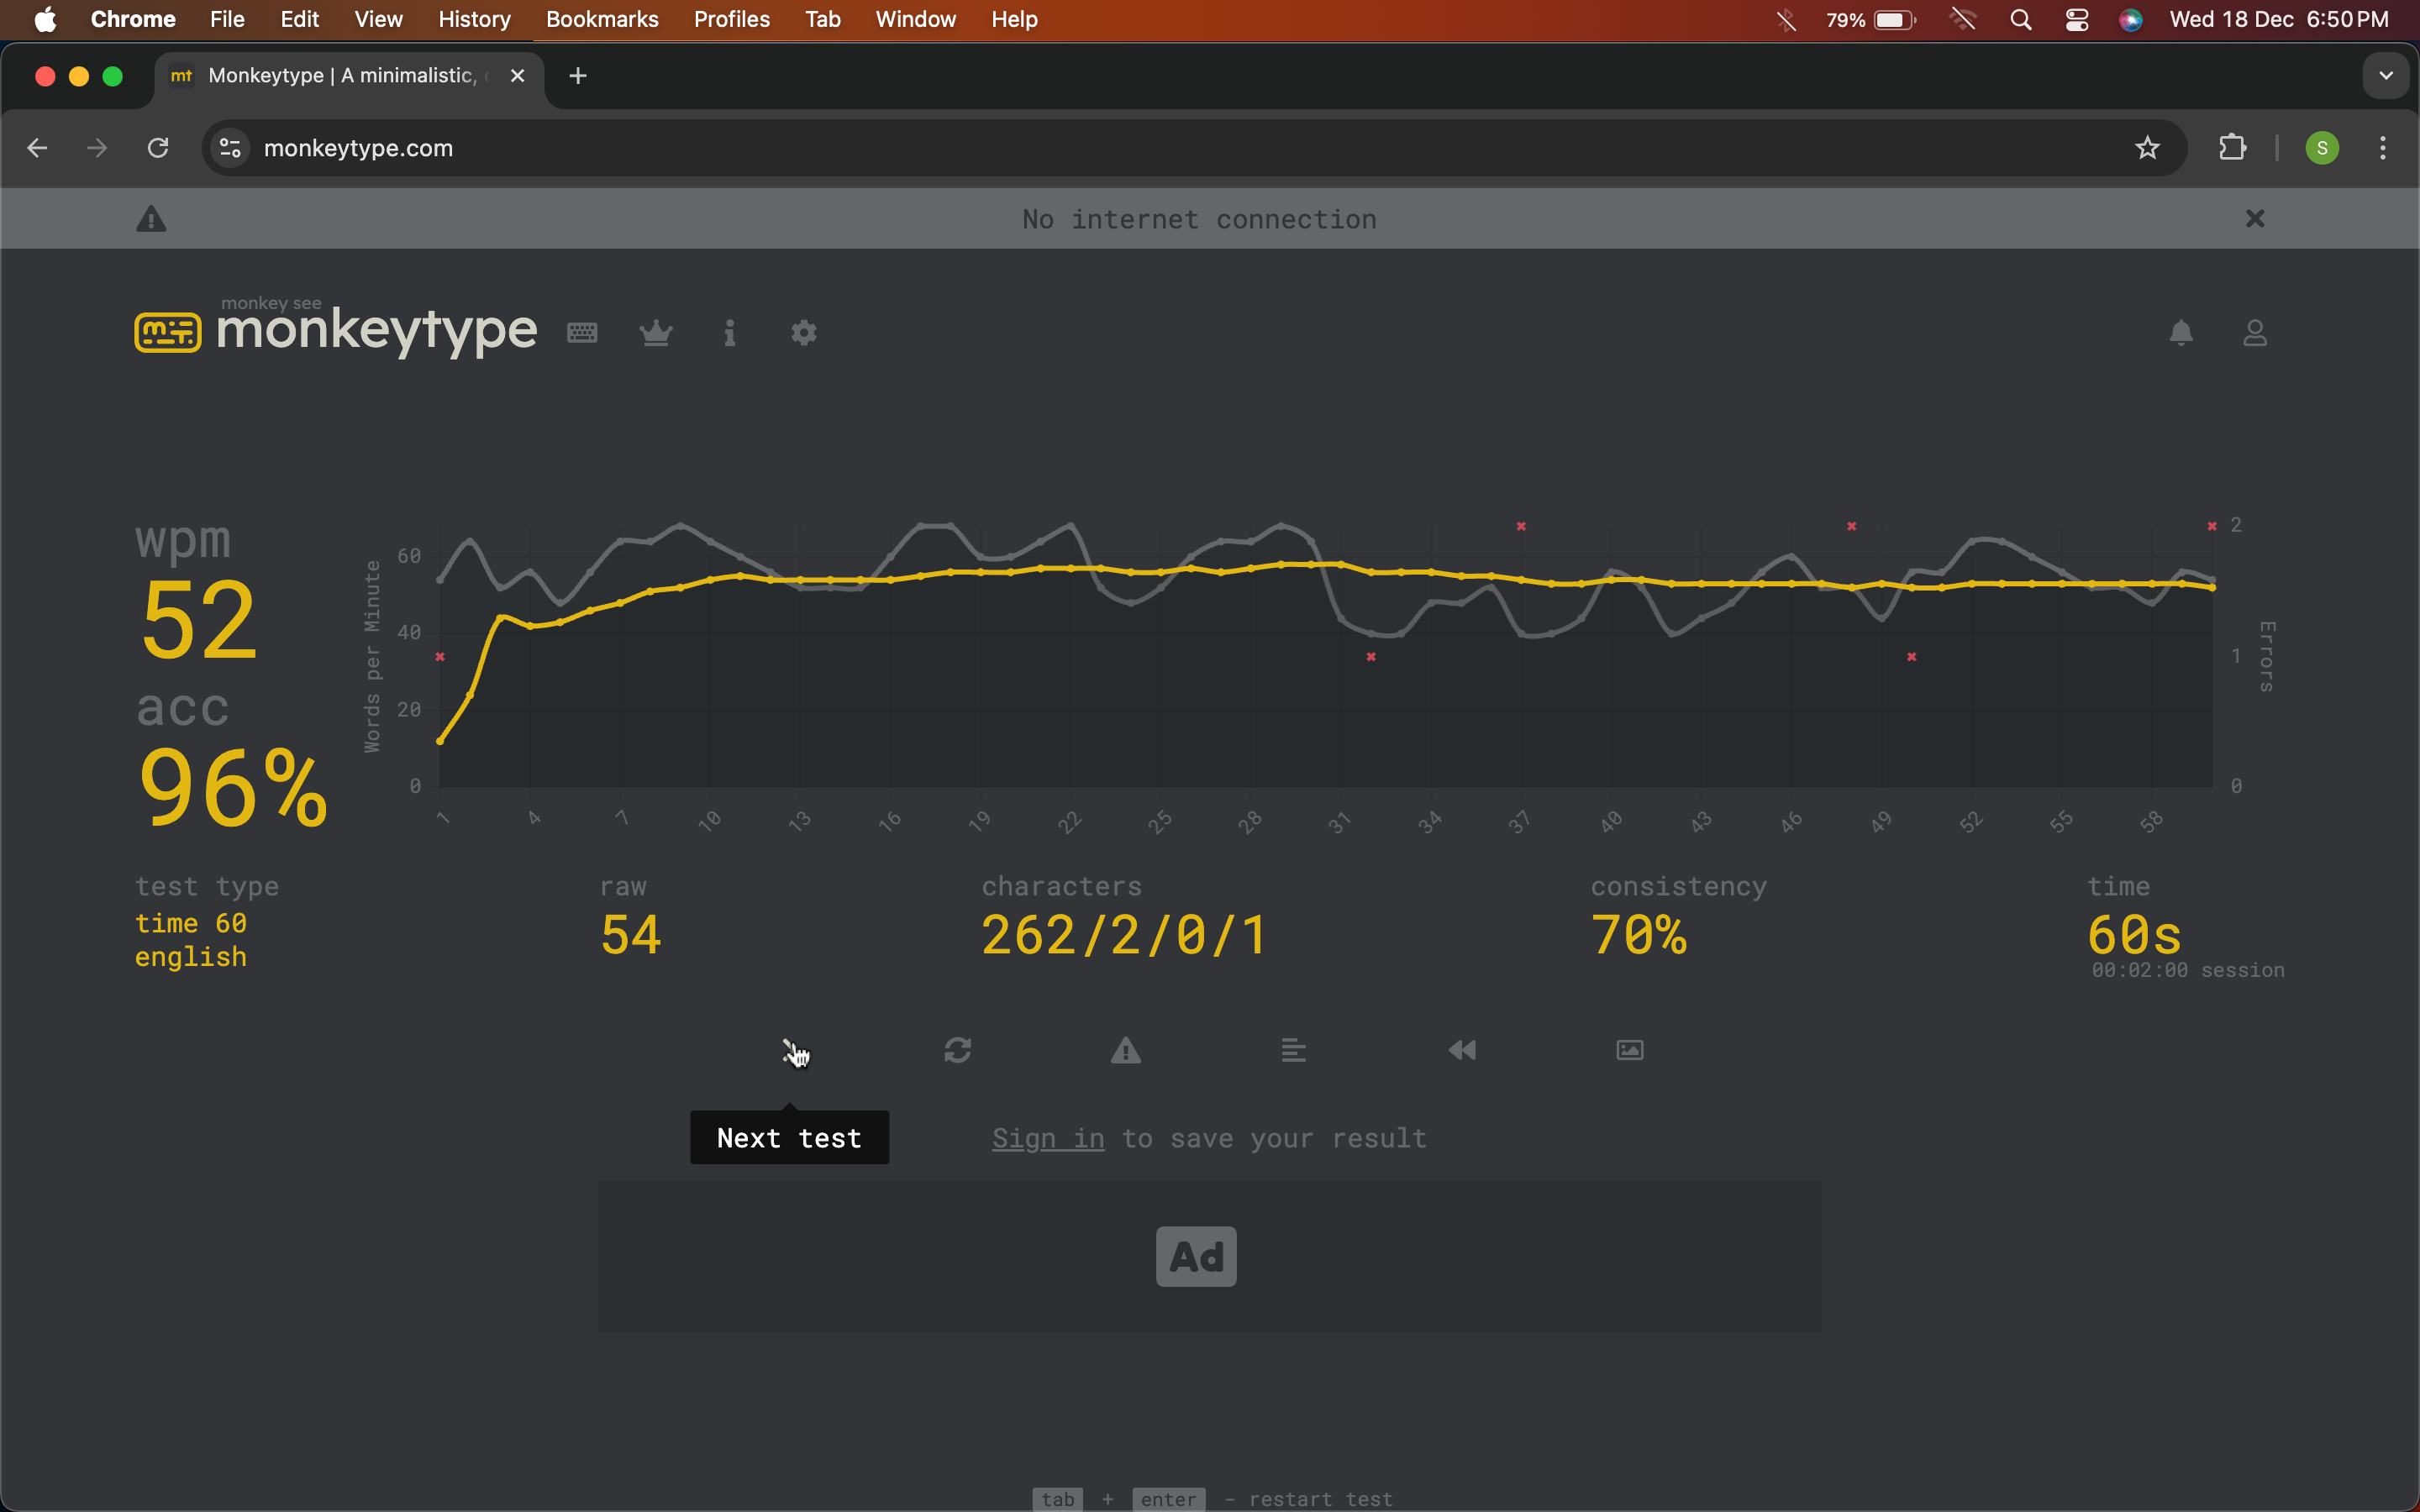 Chrome File Edit View History Bookmarks Profiles Tab Window Help 79% Wed 18 Dec 6:50 PM
mt Monkeytype | A minimalistic,
monkeytype.com S
No internet connection
monkey see
monkeytype
wpm
52
acc
96%
Words per Minute
60
40
20
0
2
1
0
Errors
1 4 7 10 13 16 19 22 25 28 31 34 37 40 43 46 49 52 55 58
test type
time 60
english
raw
54
characters
262/2/0/1
consistency
70%
time
60s
00:02:00 session
Next test
Sign in to save your result
Ad
tab + enter - restart test